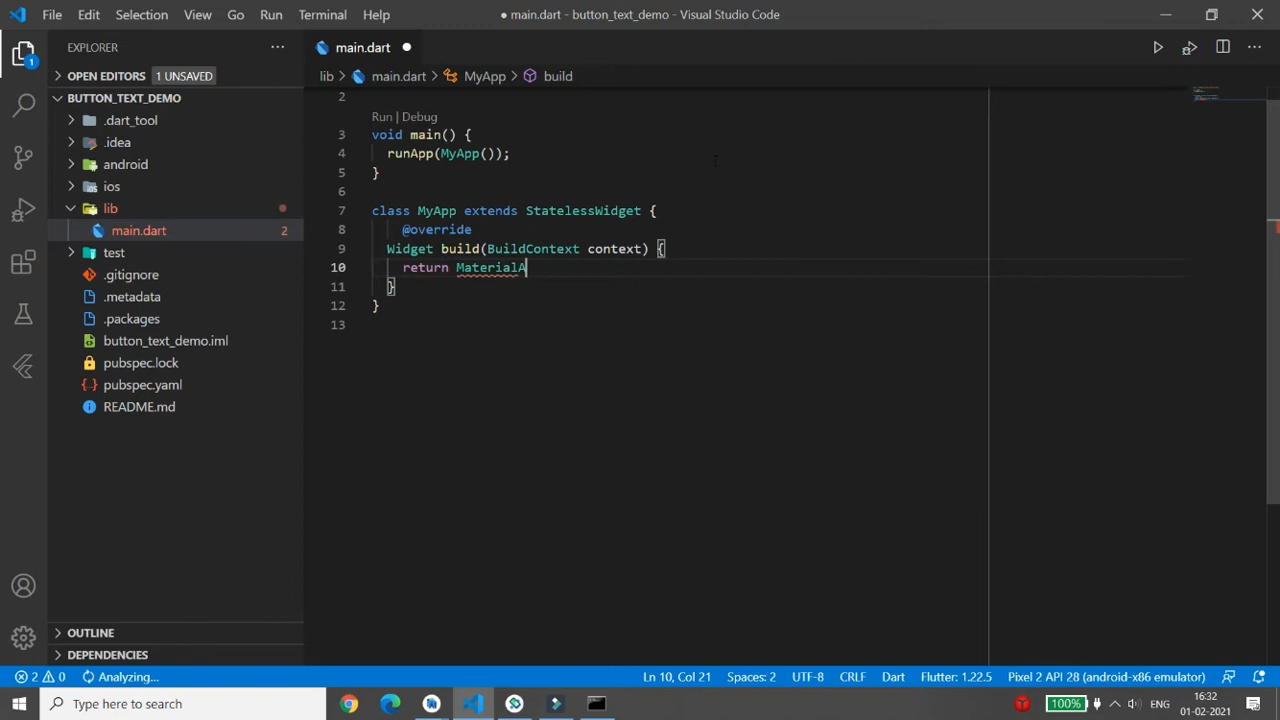 File Edit Selection View Go Run Terminal Help
● main.dart - button_text_demo - Visual Studio Code
EXPLORER
main.dart
OPEN EDITORS 1 UNSAVED
lib main.dart MyApp build
BUTTON_TEXT_DEMO
.dart_tool
.idea
android
ios
lib
main.dart 2
test
.gitignore
.metadata
.packages
button_text_demo.iml
pubspec.lock
pubspec.yaml
README.md
OUTLINE
DEPENDENCIES
1
2
Run | Debug
3 void main() {
4 runApp(MyApp());
5 }
6
7 class MyApp extends StatelessWidget {
8 @override
9 Widget build(BuildContext context) {
10 return MaterialA
11 }
12 }
13
2 0 Analyzing...
Ln 10, Col 21 Spaces: 2 UTF-8 CRLF Dart Flutter: 1.22.5 Pixel 2 API 28 (android-x86 emulator)
Type here to search
100% ENG
16:32
01-02-2021